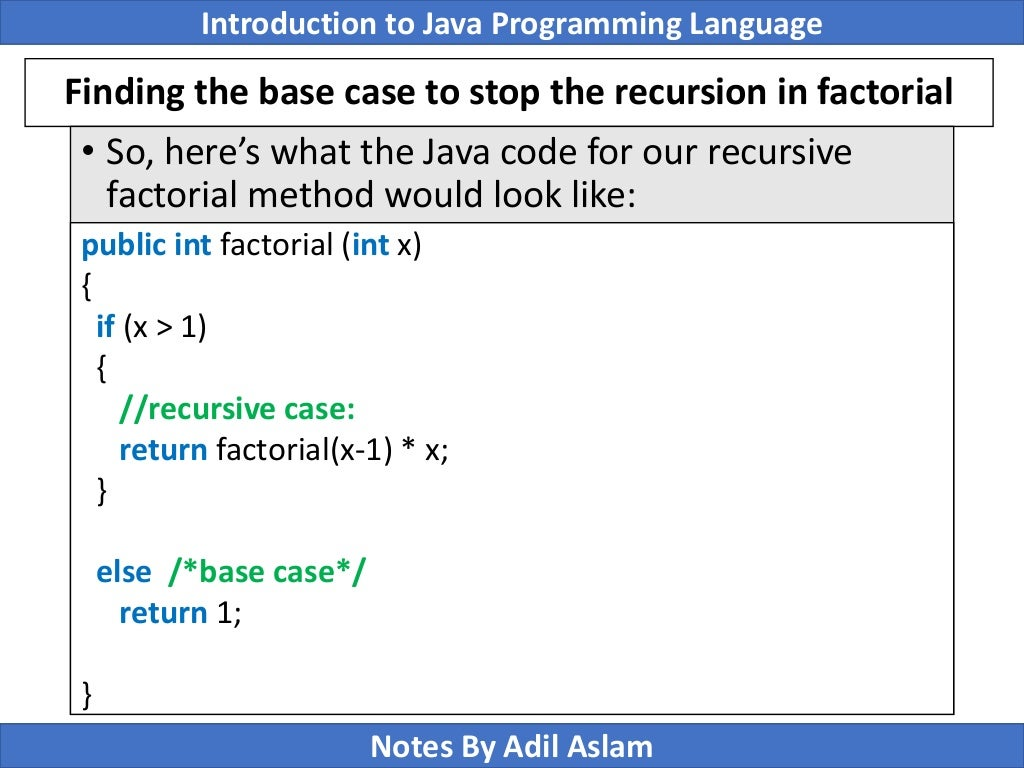 Introduction to Java Programming Language
Finding the base case to stop the recursion in factorial
• So, here’s what the Java code for our recursive
factorial method would look like:
public int factorial (int x)
{
if (x > 1)
{
//recursive case:
return factorial(x-1) * x;
}
else /*base case*/
return 1;
}
Notes By Adil Aslam